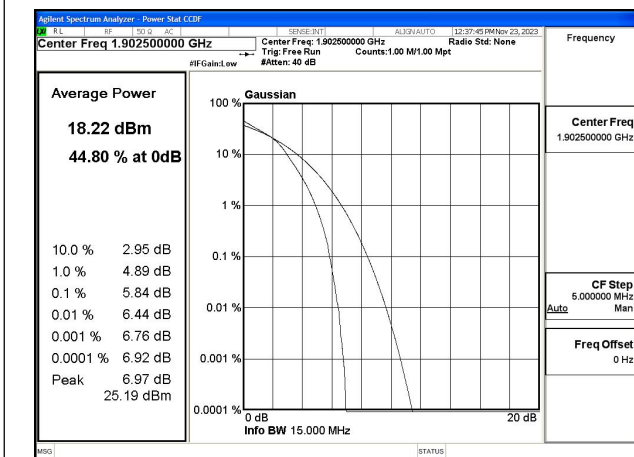 Agilent Spectrum Analyzer - Power Stat CCDF
RL RF 50 Ω AC SENSE:INT ALIGN AUTO 12:37:45 PM Nov 23, 2023
Center Freq 1.902500000 GHz
Center Freq: 1.902500000 GHz Radio Std: None
Trig: Free Run Counts:1.00 M/1.00 Mpt
#IFGain:Low #Atten: 40 dB
Frequency
Average Power
18.22 dBm
44.80 % at 0dB
10.0 % 2.95 dB
1.0 % 4.89 dB
0.1 % 5.84 dB
0.01 % 6.44 dB
0.001 % 6.76 dB
0.0001 % 6.92 dB
Peak 6.97 dB
25.19 dBm
Gaussian
100 %
10 %
1 %
0.1 %
0.01 %
0.001 %
0.0001 %
0 dB 20 dB
Info BW 15.000 MHz
Center Freq
1.902500000 GHz
CF Step
5.000000 MHz
Auto Man
Freq Offset
0 Hz
MSG STATUS